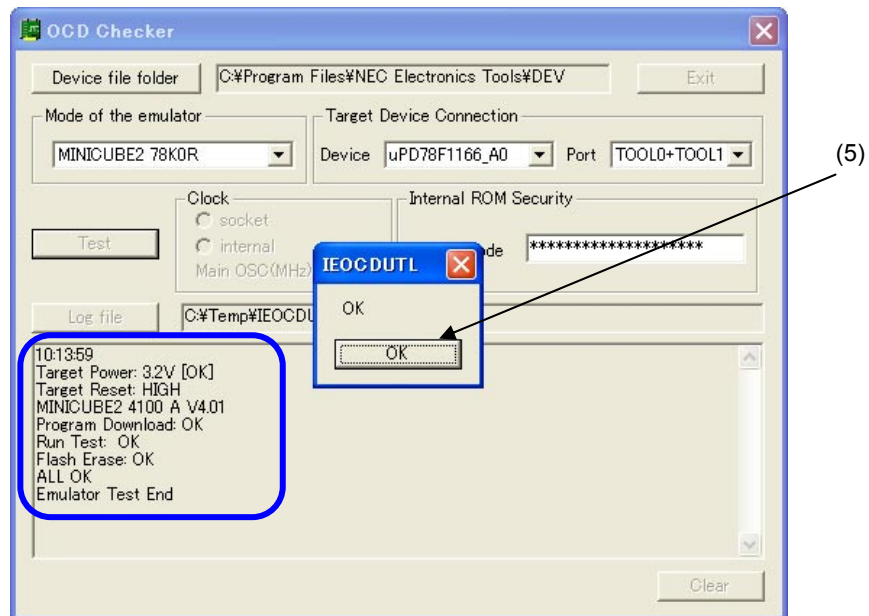 OCD Checker
Device file folder C:¥Program Files¥NEC Electronics Tools¥DEV Exit
Mode of the emulator Target Device Connection
MINICUBE2 78K0R Device uPD78F1166_A0 Port TOOL0+TOOL1
(5)
Clock Internal ROM Security
socket
Test internal ode ********************
Main OSC(MHz)
IEOCDUTL
OK
OK
Log file C:¥Temp¥IEOCDU
10:13:59
Target Power: 3.2V [OK]
Target Reset: HIGH
MINICUBE2 4100 A V4.01
Program Download: OK
Run Test: OK
Flash Erase: OK
ALL OK
Emulator Test End
Clear